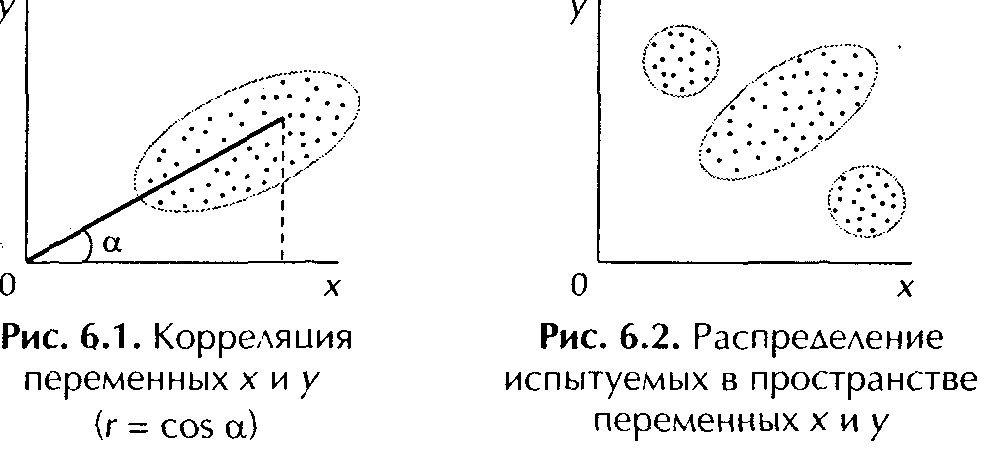 y
α
0
x
Рис. 6.1. Корреляция
переменных x и y
(r = cos α)
y
0
x
Рис. 6.2. Распределение
испытуемых в пространстве
переменных x и y